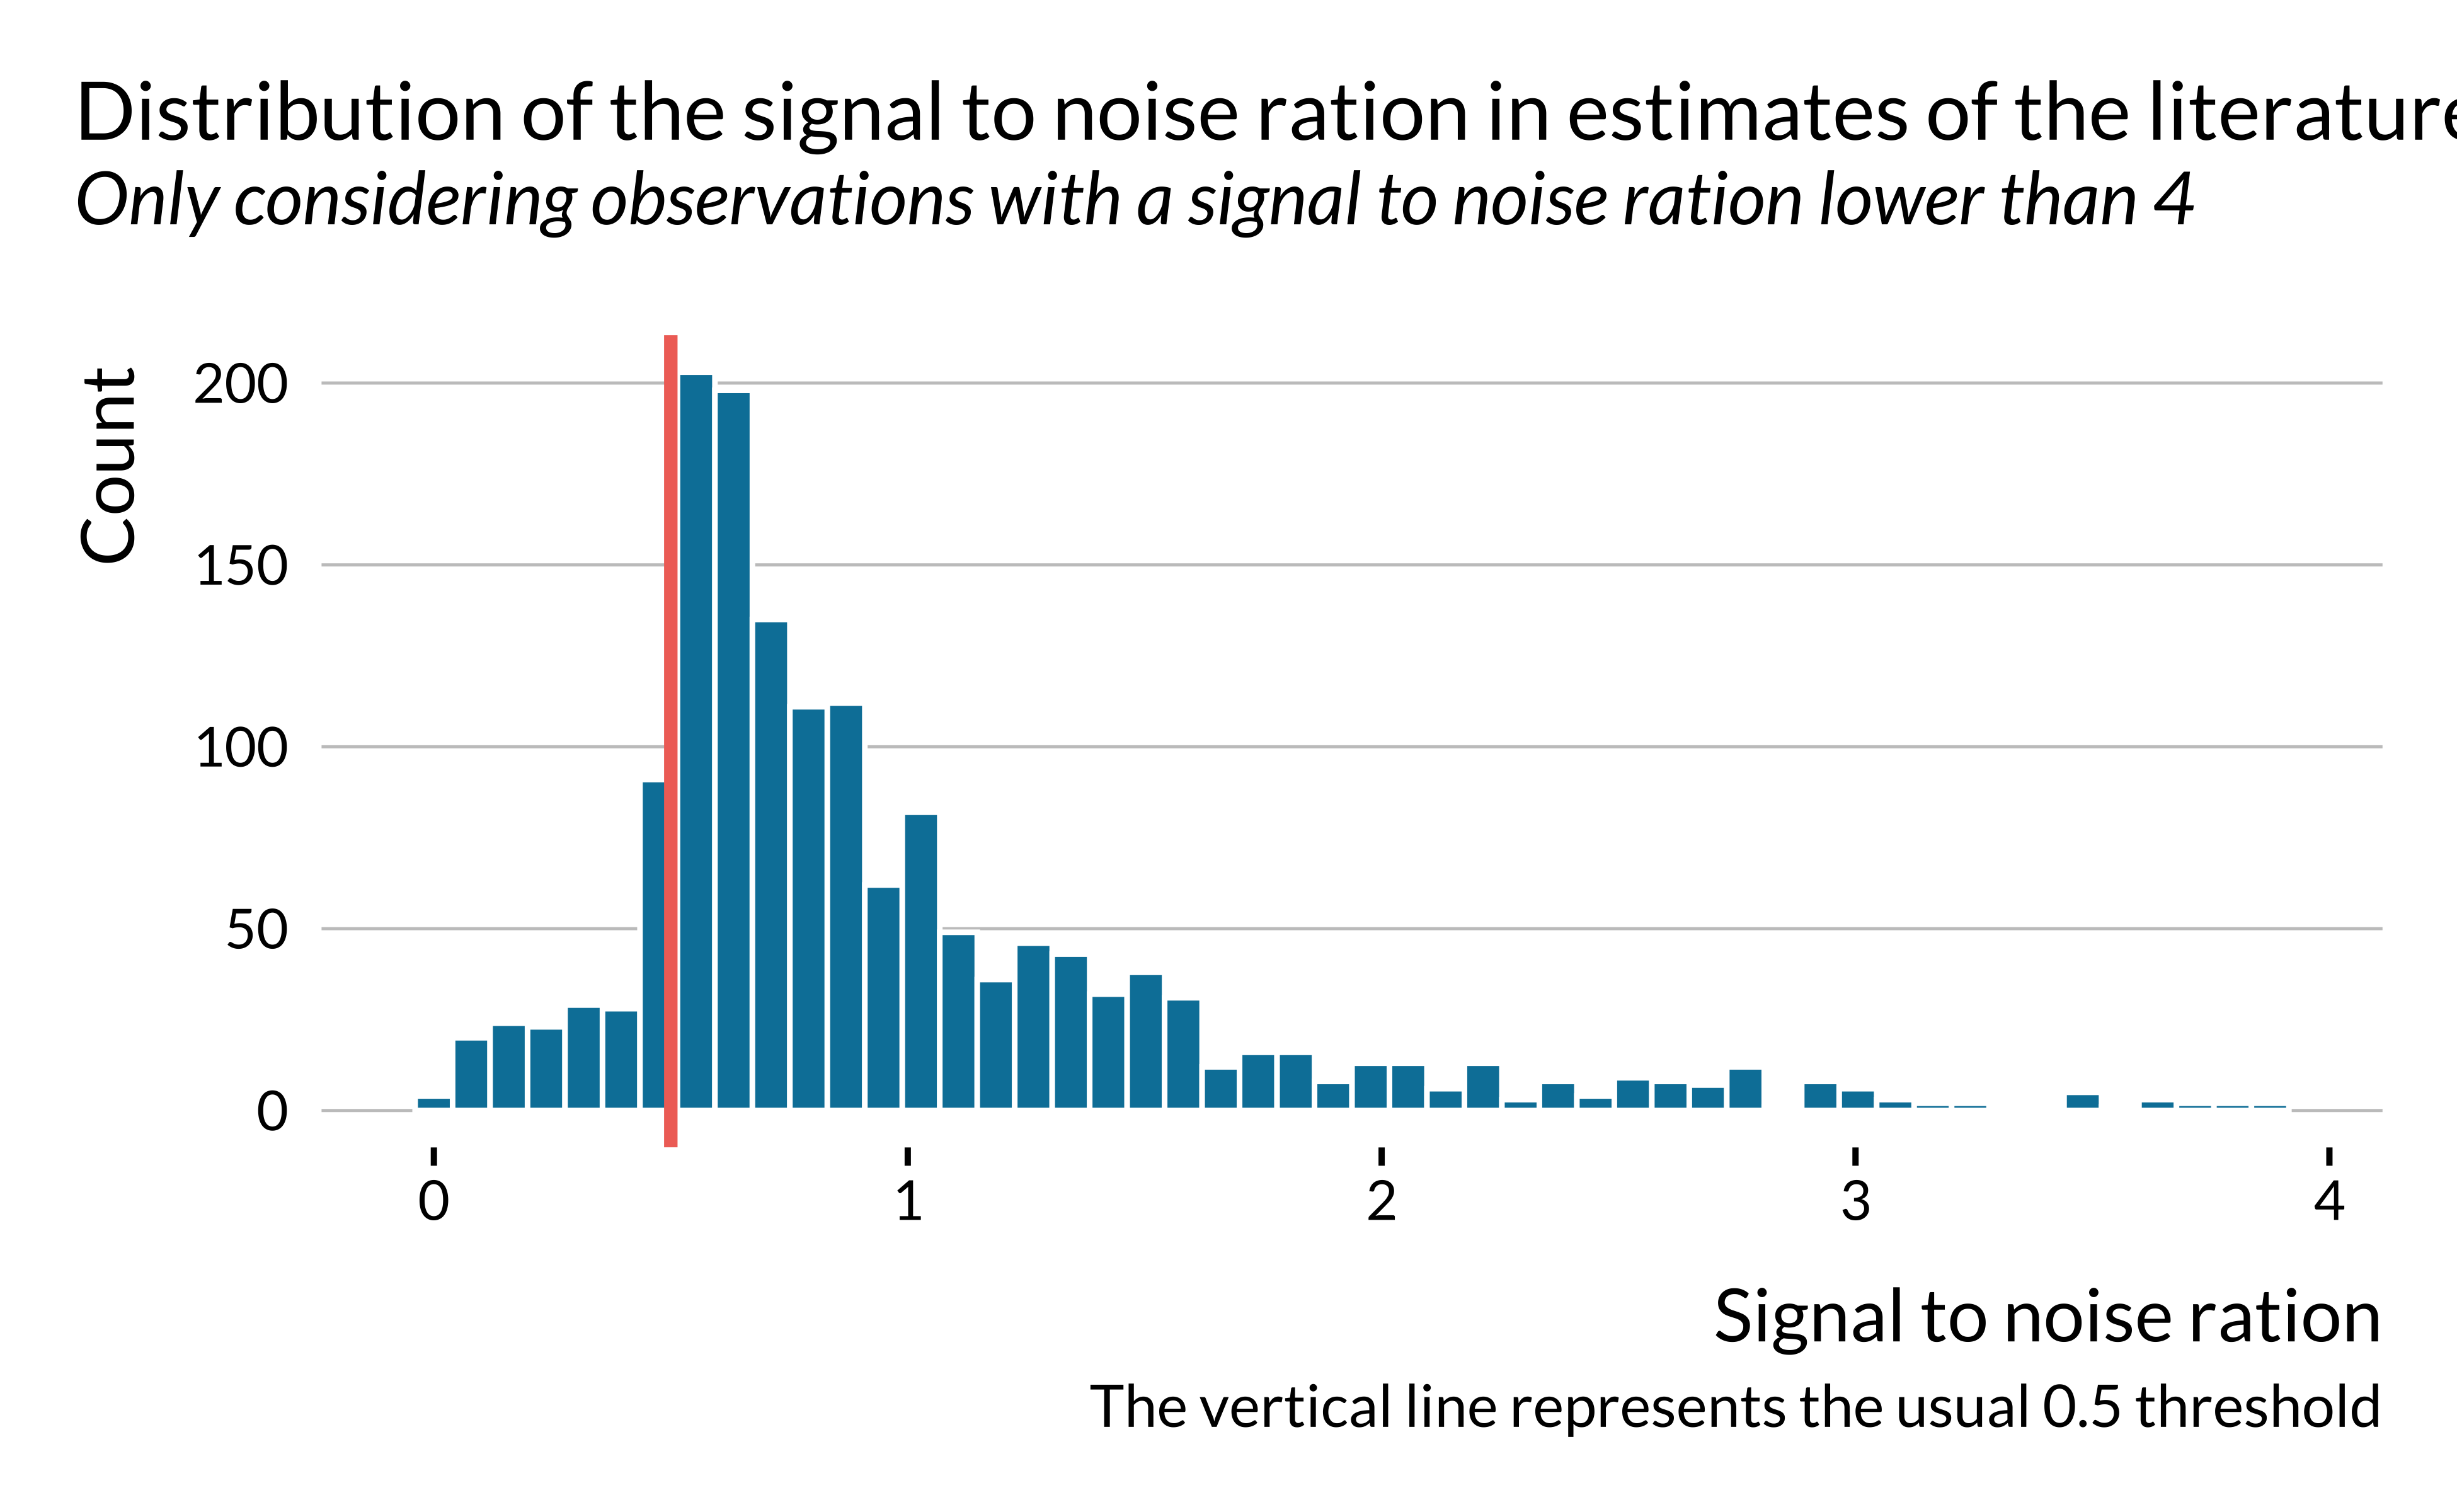 Distribution of the signal to noise ration in estimates of the literature
Only considering observations with a signal to noise ration lower than 4
Count
200
150
100
50
0
0 1 2 3 4
Signal to noise ration
The vertical line represents the usual 0.5 threshold